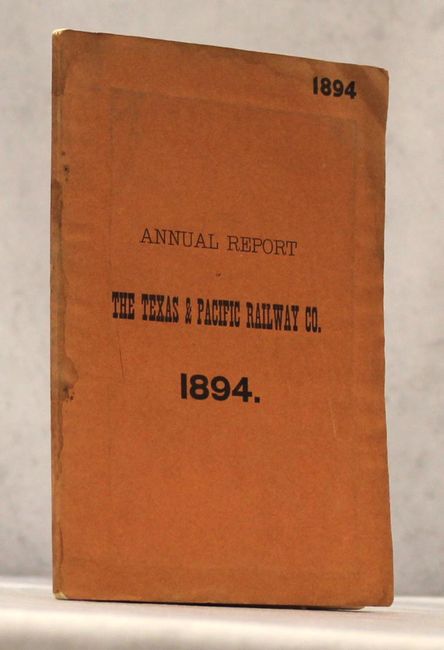 1894
ANNUAL REPORT
THE TEXAS & PACIFIC RAILWAY CO.
1894.